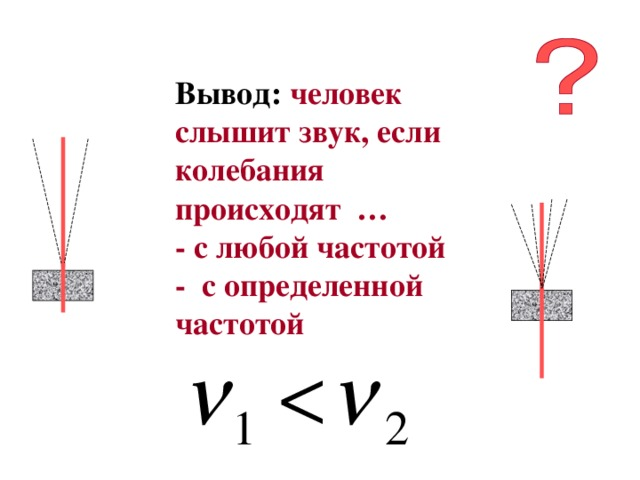 ?
Вывод: человек
слышит звук, если
колебания
происходят …
- с любой частотой
- с определенной
частотой
ν₁ < ν₂